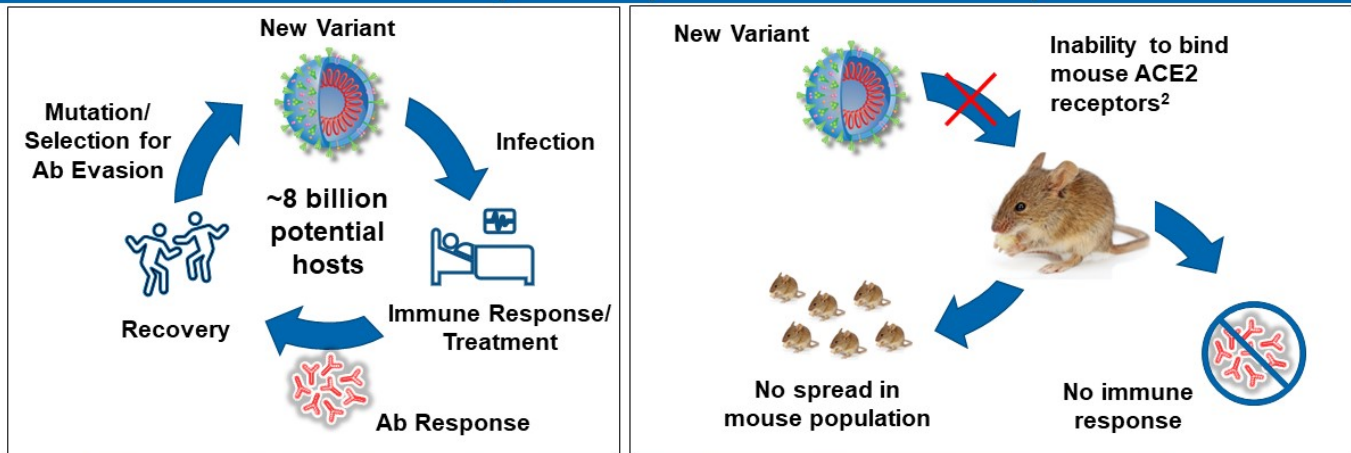 New Variant
Mutation/
Selection for
Ab Evasion
Infection
~8 billion
potential
hosts
Recovery
Immune Response/
Treatment
Ab Response
New Variant
Inability to bind
mouse ACE2
receptors²
No spread in
mouse population
No immune
response